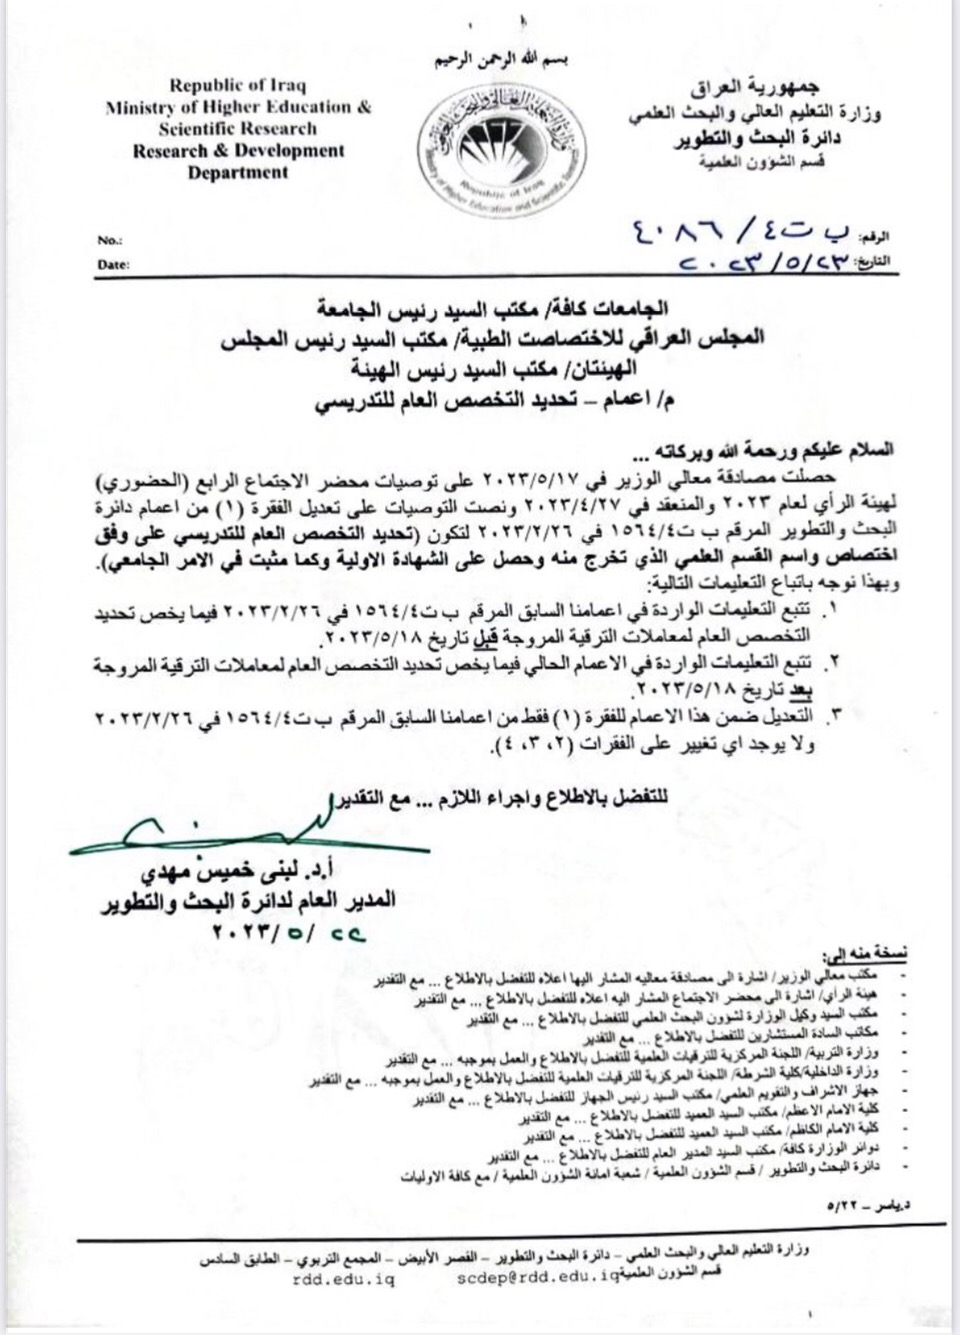 بسم الله الرحمن الرحيم
Republic of Iraq
Ministry of Higher Education &
Scientific Research
Research & Development
Department
جمهورية العراق
وزارة التعليم العالي والبحث العلمي
دائرة البحث والتطوير
قسم الشؤون العلمية
Republic of Iraq
No.:
Date:
الرقم: ب ت٤ / ٤٠٨٦
التاريخ: ٢٠٢٣/٥/٢٣
الجامعات كافة/ مكتب السيد رئيس الجامعة
المجلس العراقي للاختصاصت الطبية/ مكتب السيد رئيس المجلس
الهيئتان/ مكتب السيد رئيس الهيئة
م/ اعمام – تحديد التخصص العام للتدريسي
السلام عليكم ورحمة الله وبركاته ...
حصلت مصادقة معالي الوزير في ٢٠٢٣/٥/١٧ على توصيات محضر الاجتماع الرابع (الحضوري)
لهيئة الرأي لعام ٢٠٢٣ والمنعقد في ٢٠٢٣/٤/٢٧ ونصت التوصيات على تعديل الفقرة (١) من اعمام دائرة
البحث والتطوير المرقم ب ت١٥٦٤/٤ في ٢٠٢٣/٢/٢٦ لتكون (تحديد التخصص العام للتدريسي على وفق
اختصاص واسم القسم العلمي الذي تخرج منه وحصل على الشهادة الاولية وكما مثبت في الامر الجامعي).
وبهذا نوجه باتباع التعليمات التالية:
١. تتبع التعليمات الواردة في اعمامنا السابق المرقم ب ت١٥٦٤/٤ في ٢٠٢٣/٢/٢٦ فيما يخص تحديد
التخصص العام لمعاملات الترقية المروجة قبل تاريخ ٢٠٢٣/٥/١٨.
٢. تتبع التعليمات الواردة في الاعمام الحالي فيما يخص تحديد التخصص العام لمعاملات الترقية المروجة
بعد تاريخ ٢٠٢٣/٥/١٨.
٣. التعديل ضمن هذا الاعمام للفقرة (١) فقط من اعمامنا السابق المرقم ب ت١٥٦٤/٤ في ٢٠٢٣/٢/٢٦
ولا يوجد اي تغيير على الفقرات (٢، ٣، ٤).
للتفضل بالاطلاع واجراء اللازم ... مع التقدير
أ.د. لبنى خميس مهدي
المدير العام لدائرة البحث والتطوير
٢٠٢٣/ ٥/ ٢٢
نسخة منه إلى:
- مكتب معالي الوزير/ اشارة الى مصادقة معاليه المشار اليها اعلاه للتفضل بالاطلاع ... مع التقدير
- هيئة الرأي/ اشارة الى محضر الاجتماع المشار اليه اعلاه للتفضل بالاطلاع ... مع التقدير
- مكتب السيد وكيل الوزارة لشؤون البحث العلمي للتفضل بالاطلاع ... مع التقدير
- مكاتب السادة المستشارين للتفضل بالاطلاع ... مع التقدير
- وزارة التربية/ اللجنة المركزية للترقيات العلمية للتفضل بالاطلاع والعمل بموجبه ... مع التقدير
- وزارة الداخلية/كلية الشرطة/ اللجنة المركزية للترقيات العلمية للتفضل بالاطلاع والعمل بموجبه ... مع التقدير
- جهاز الاشراف والتقويم العلمي/ مكتب السيد رئيس الجهاز للتفضل بالاطلاع ... مع التقدير
- كلية الامام الاعظم/ مكتب السيد العميد للتفضل بالاطلاع ... مع التقدير
- كلية الامام الكاظم/ مكتب السيد العميد للتفضل بالاطلاع ... مع التقدير
- دوائر الوزارة كافة/ مكتب السيد المدير العام للتفضل بالاطلاع ... مع التقدير
- دائرة البحث والتطوير / قسم الشؤون العلمية / شعبة امانة الشؤون العلمية / مع كافة الاوليات
د.ياسر – ٥/٢٢
وزارة التعليم العالي والبحث العلمي – دائرة البحث والتطوير – القصر الأبيض – المجمع التربوي – الطابق السادس
قسم الشؤون العلمية scdep@rdd.edu.iq rdd.edu.iq